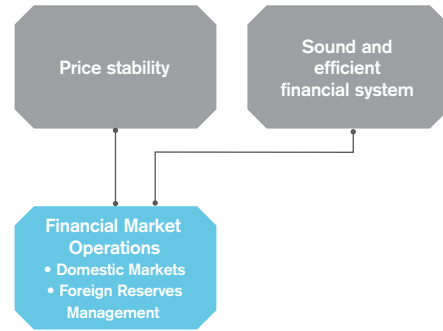 Price stability
Sound and
efficient
financial system
Financial Market
Operations
• Domestic Markets
• Foreign Reserves
Management